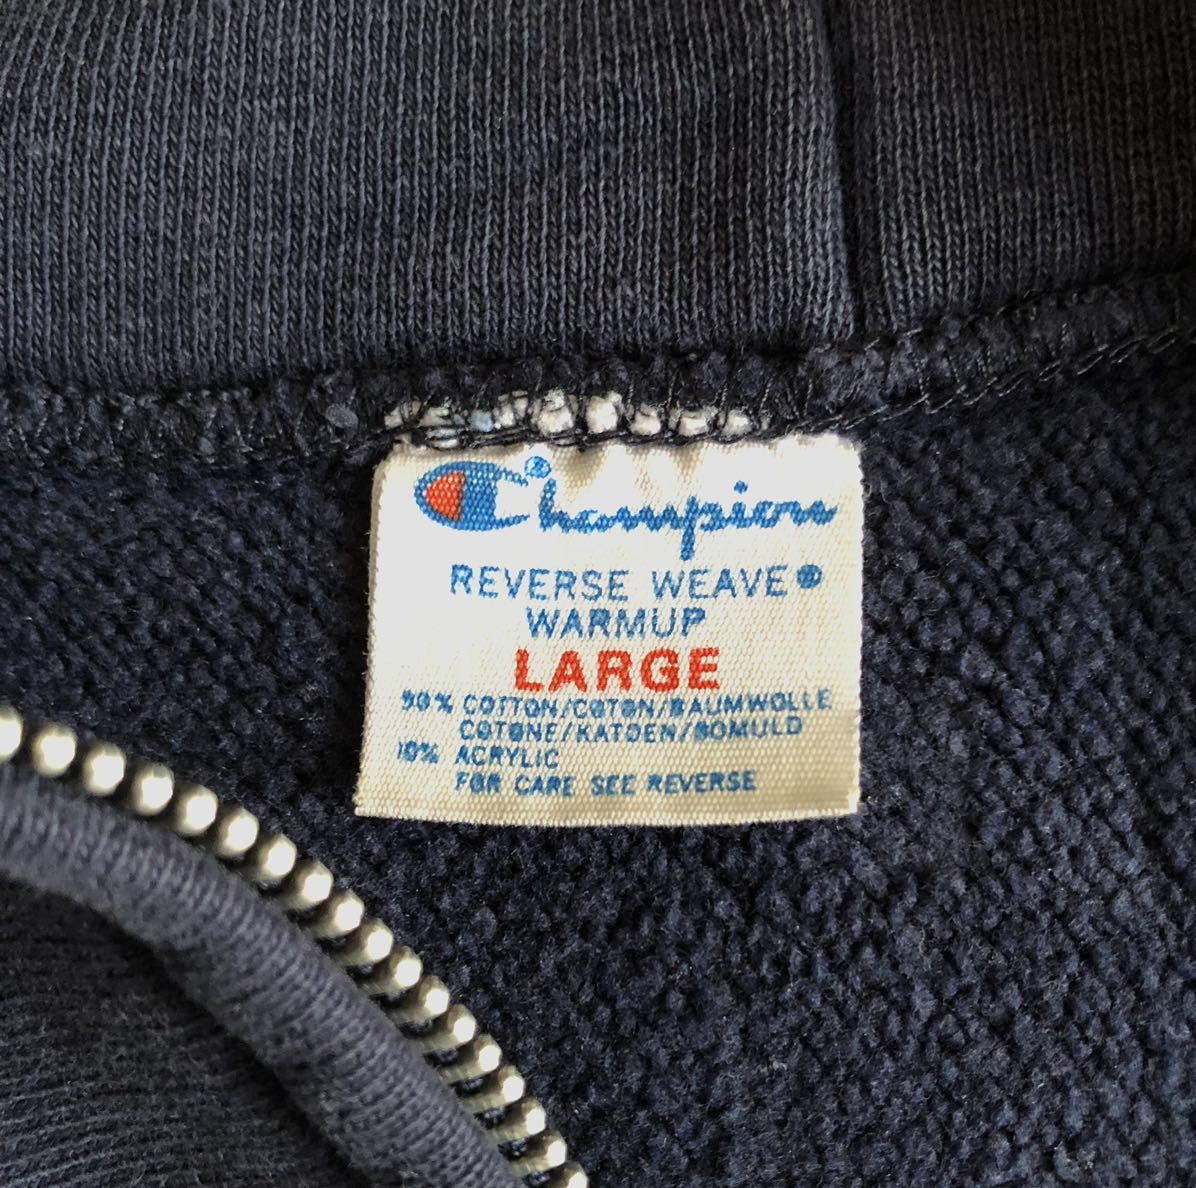 Champion®
REVERSE WEAVE®
WARMUP
LARGE
90% COTTON/COTON/BAUMWOLLE
COTONE/KATOEN/BOMULD
10% ACRYLIC
FOR CARE SEE REVERSE